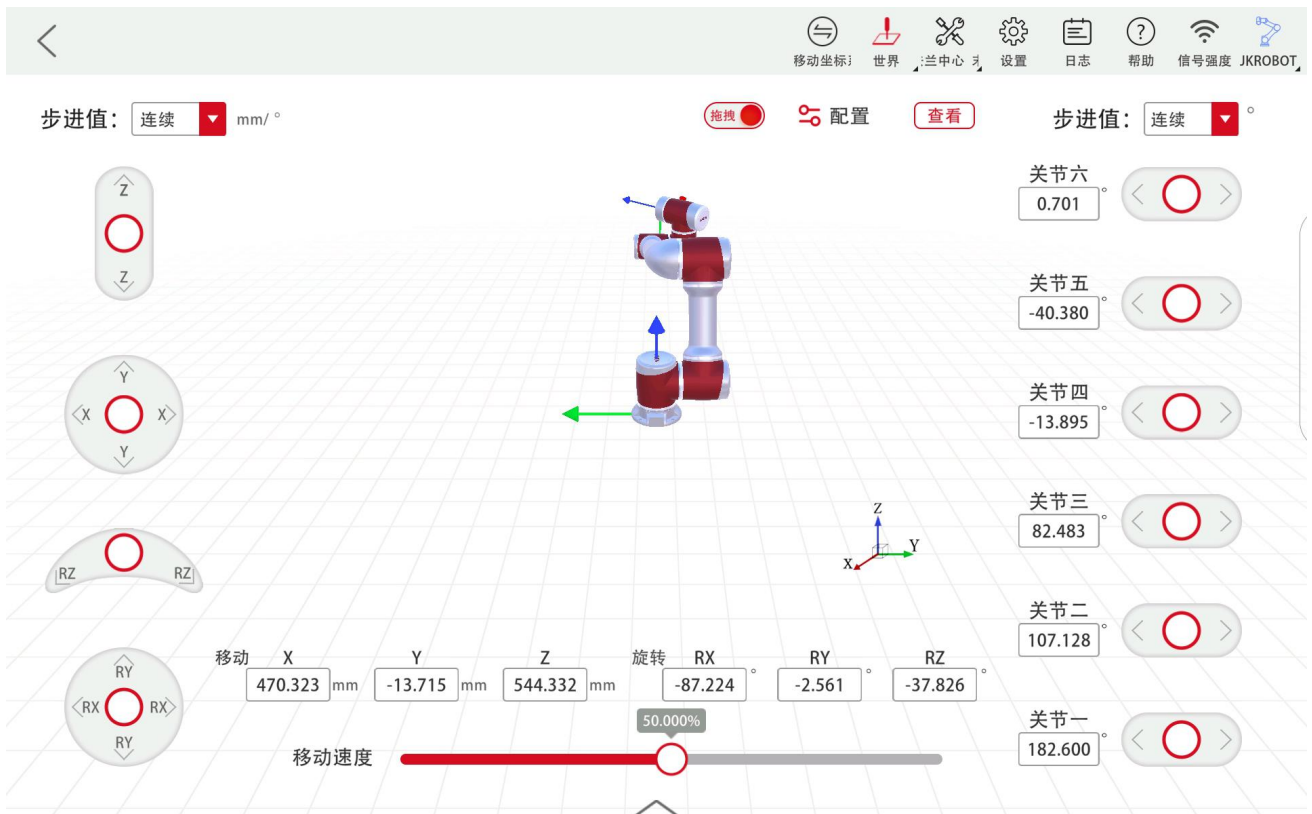 移动坐标
世界
兰中心
设置
日志
帮助
信号强度
JKROBOT
步进值： 连续 mm/ °
拖拽
配置
查看
步进值： 连续 °
Z
Z
Y
X X
Y
RZ RZ
RY
RX RX
RY
关节六
0.701 °
关节五
-40.380 °
关节四
-13.895 °
关节三
82.483 °
关节二
107.128 °
关节一
182.600 °
Z
Y
X
移动 X Y Z 旋转 RX RY RZ
470.323 mm -13.715 mm 544.332 mm -87.224 ° -2.561 ° -37.826 °
50.000%
移动速度